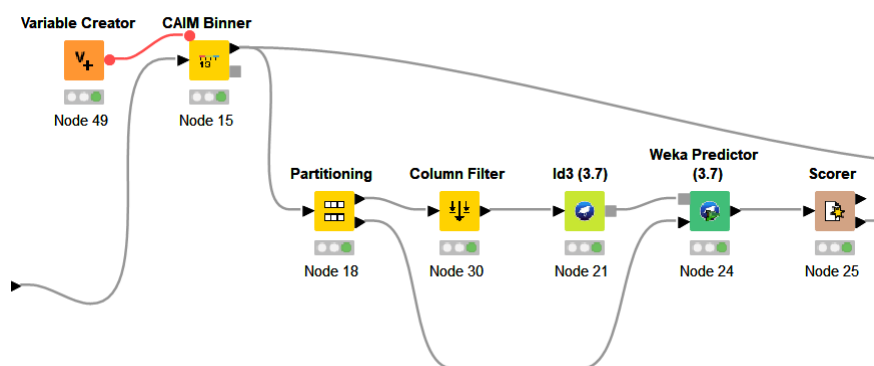 Variable Creator
CAIM Binner
V+
Node 49
Node 15
Partitioning
Column Filter
Id3 (3.7)
Weka Predictor
(3.7)
Scorer
Node 18
Node 30
Node 21
Node 24
Node 25